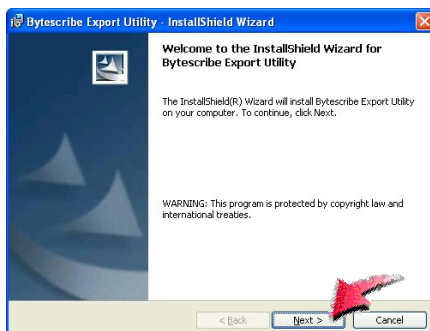 Bytescribe Export Utility - InstallShield Wizard
Welcome to the InstallShield Wizard for
Bytescribe Export Utility
The InstallShield(R) Wizard will install Bytescribe Export Utility
on your computer. To continue, click Next.
WARNING: This program is protected by copyright law and
international treaties.
< Back
Next >
Cancel